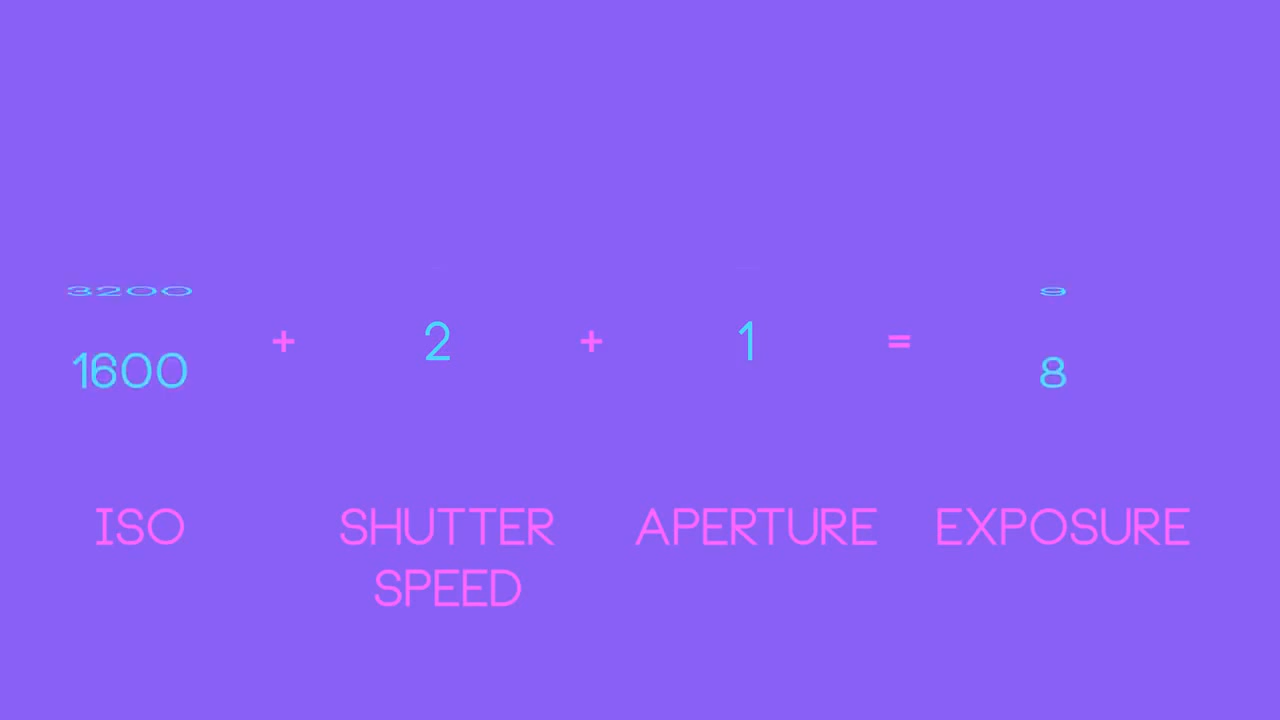 3200 9
1600 + 2 + 1 = 8
ISO SHUTTER APERTURE EXPOSURE
SPEED